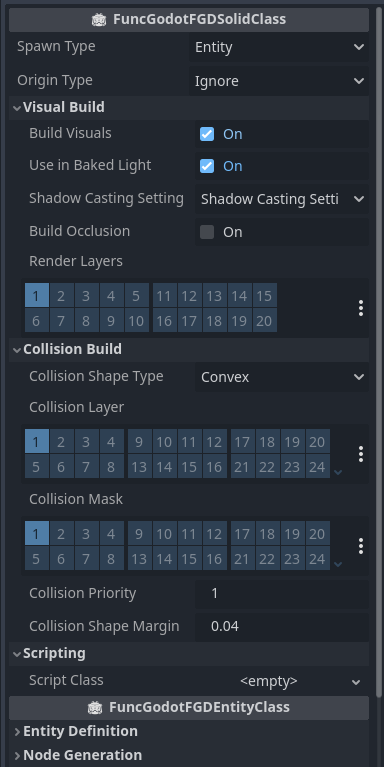 FuncGodotFGDSolidClass
Spawn Type Entity
Origin Type Ignore
Visual Build
Build Visuals On
Use in Baked Light On
Shadow Casting Setting Shadow Casting Setti
Build Occlusion On
Render Layers
1 2 3 4 5 11 12 13 14 15
6 7 8 9 10 16 17 18 19 20
Collision Build
Collision Shape Type Convex
Collision Layer
1 2 3 4 9 10 11 12 17 18 19 20
5 6 7 8 13 14 15 16 21 22 23 24
Collision Mask
1 2 3 4 9 10 11 12 17 18 19 20
5 6 7 8 13 14 15 16 21 22 23 24
Collision Priority 1
Collision Shape Margin 0.04
Scripting
Script Class <empty>
FuncGodotFGDEntityClass
Entity Definition
Node Generation